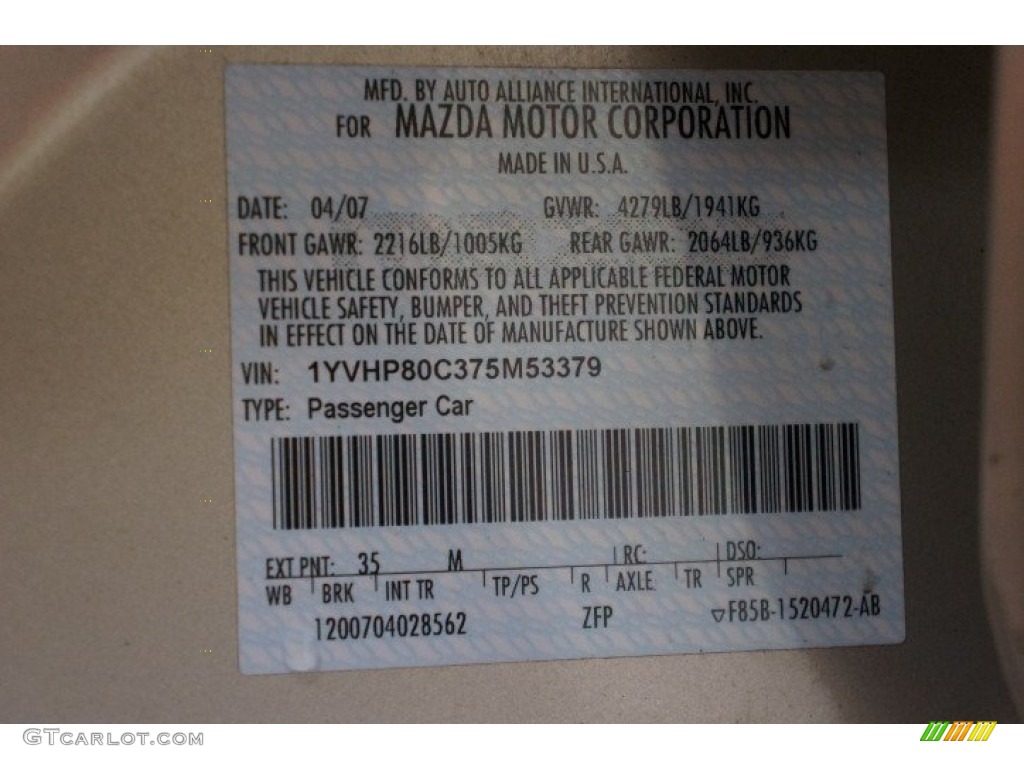 MFD. BY AUTO ALLIANCE INTERNATIONAL, INC.
FOR MAZDA MOTOR CORPORATION
MADE IN U.S.A.
DATE: 04/07 GVWR: 4279LB/1941KG
FRONT GAWR: 2216LB/1005KG REAR GAWR: 2064LB/936KG
THIS VEHICLE CONFORMS TO ALL APPLICABLE FEDERAL MOTOR
VEHICLE SAFETY, BUMPER, AND THEFT PREVENTION STANDARDS
IN EFFECT ON THE DATE OF MANUFACTURE SHOWN ABOVE.
VIN: 1YVHP80C375M53379
TYPE: Passenger Car
EXT PNT: 35 M RC: DSO:
WB BRK INT TR TP/PS R AXLE TR SPR
1200704028562 ZFP ▽F85B-1520472-AB
GTCARLOT.COM